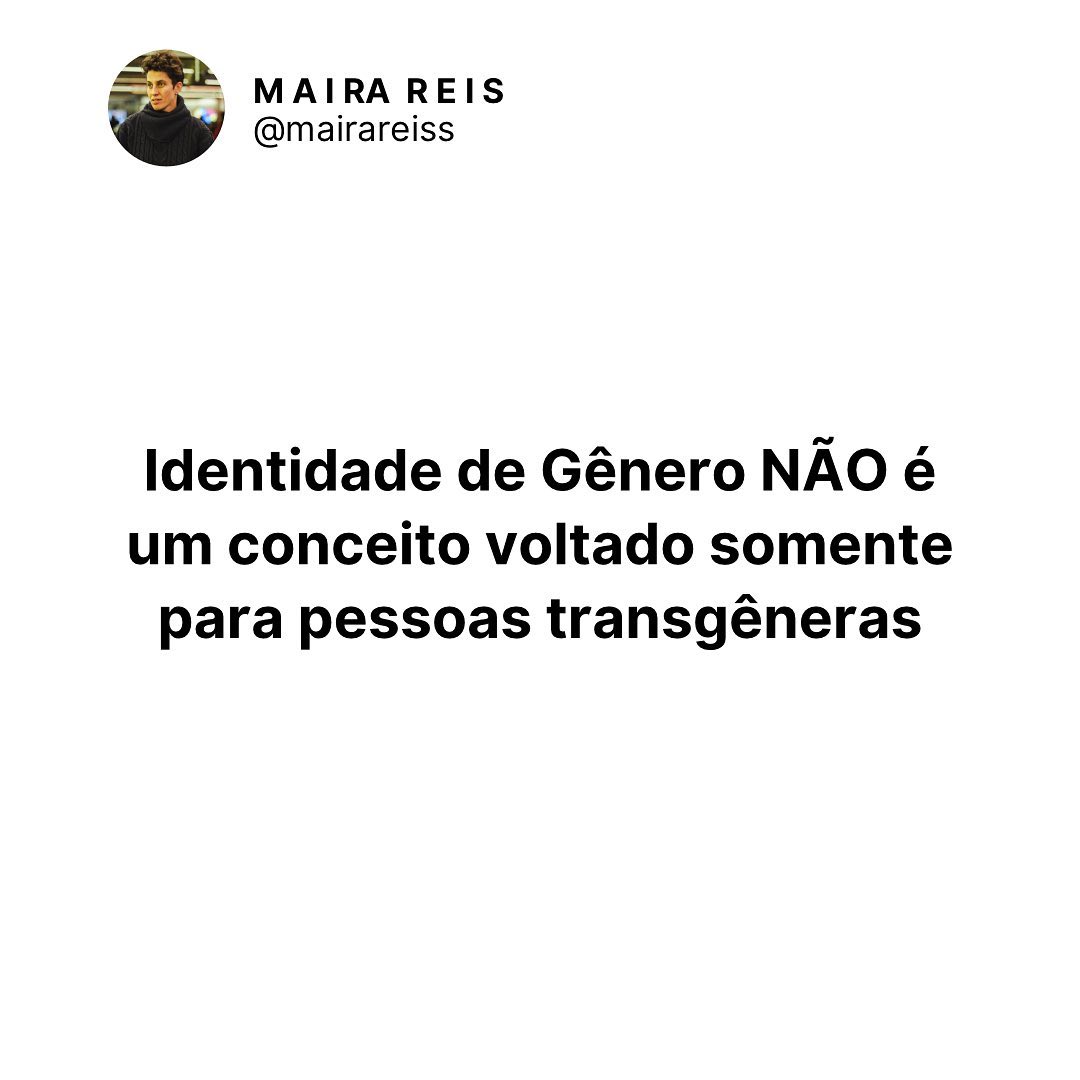 MAIRA REIS
@mairareiss
Identidade de Gênero NÃO é
um conceito voltado somente
para pessoas transgêneras